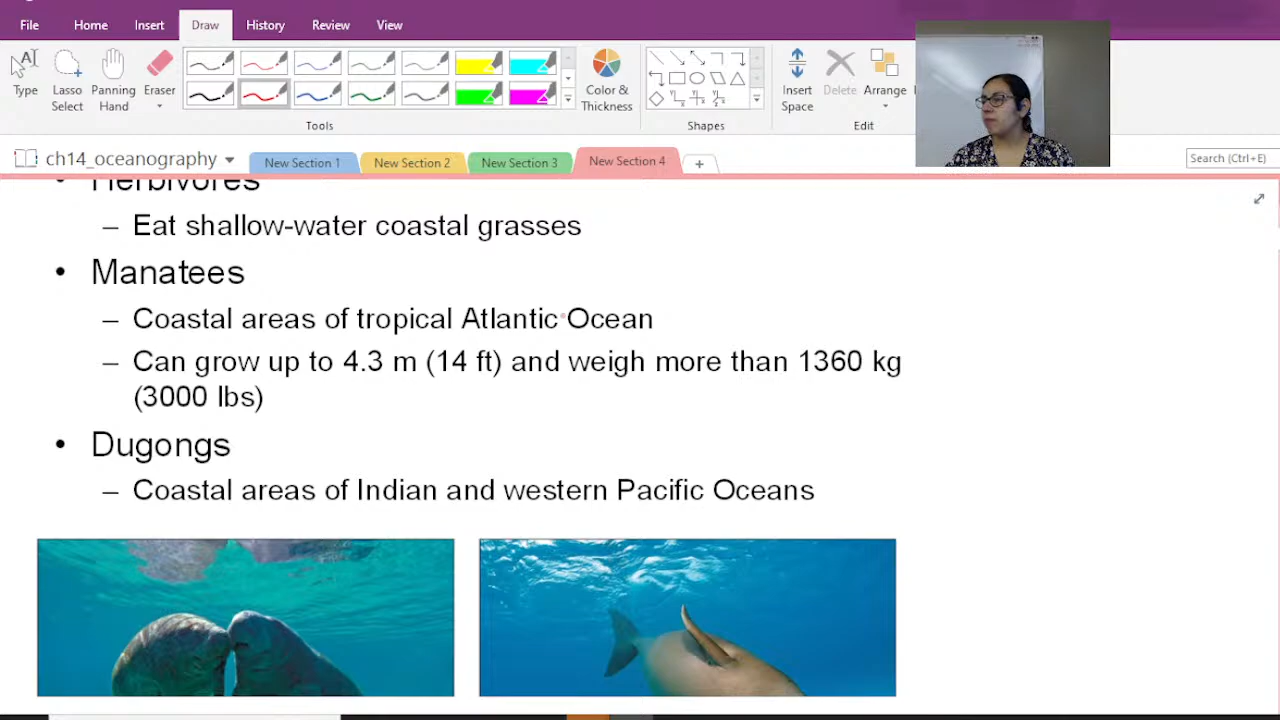 File Home Insert Draw History Review View
Type
Lasso
Select
Panning
Hand
Eraser
Color &
Thickness
Insert
Space
Delete
Arrange
Tools
Shapes
Edit
ch14_oceanography
New Section 1
New Section 2
New Section 3
New Section 4
Search (Ctrl+E)
• Herbivores
– Eat shallow-water coastal grasses
• Manatees
– Coastal areas of tropical Atlantic Ocean
– Can grow up to 4.3 m (14 ft) and weigh more than 1360 kg
(3000 lbs)
• Dugongs
– Coastal areas of Indian and western Pacific Oceans